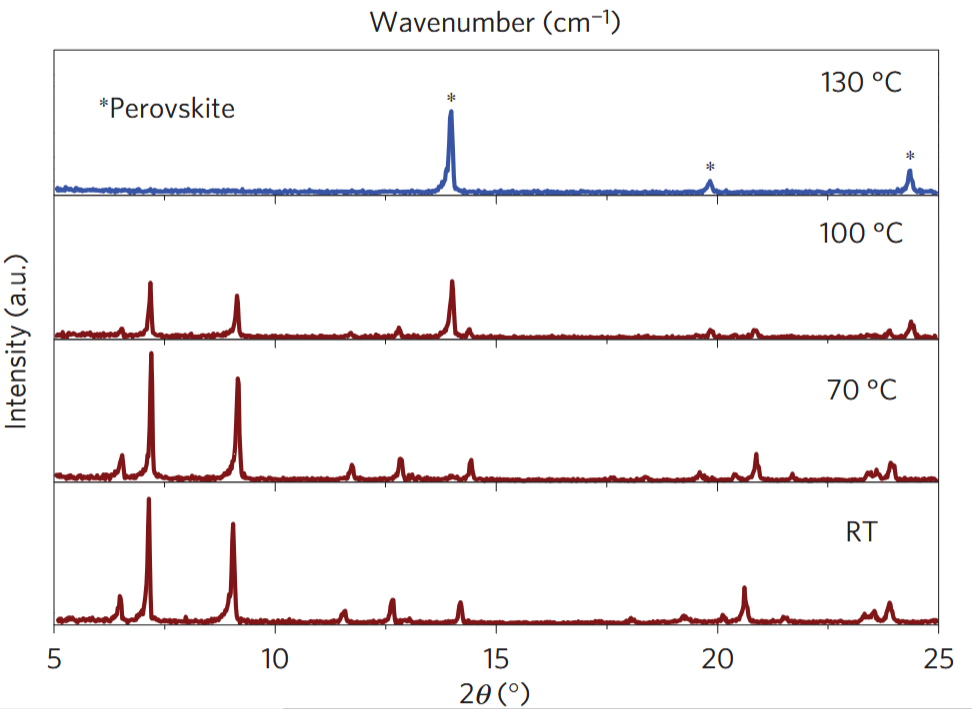 Wavenumber (cm⁻¹)
130 °C
*Perovskite
*
*
*
100 °C
Intensity (a.u.)
70 °C
RT
5 10 15 20 25
2θ (°)